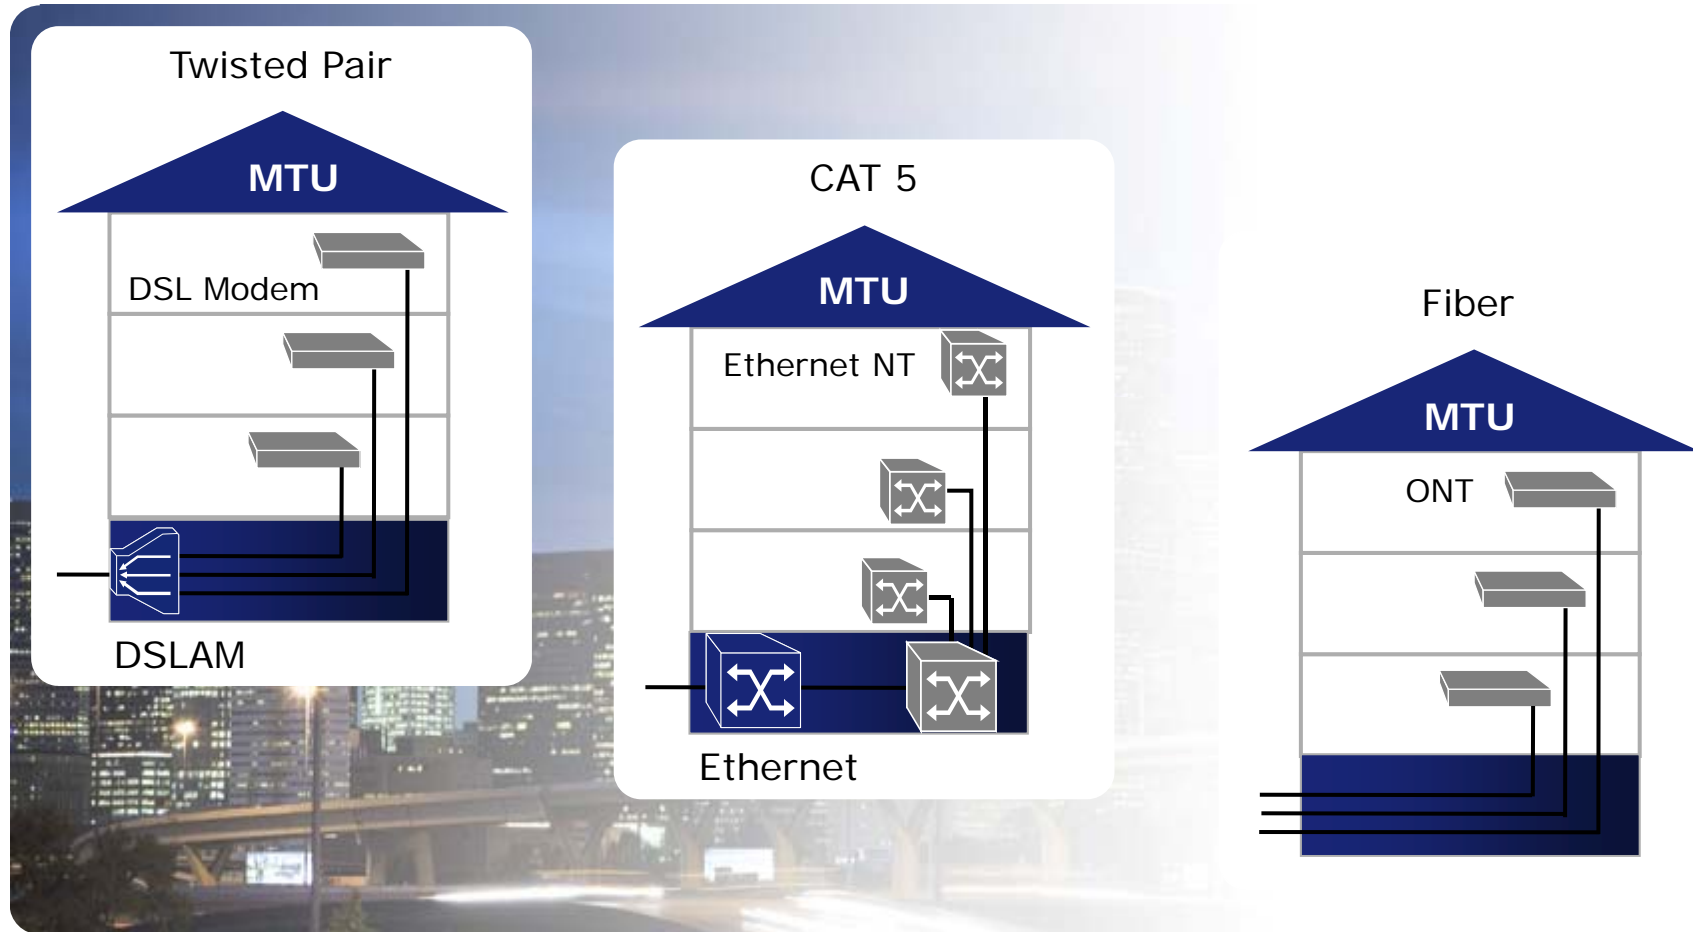 Twisted Pair
MTU
DSL Modem
DSLAM
CAT 5
MTU
Ethernet NT
Ethernet
Fiber
MTU
ONT